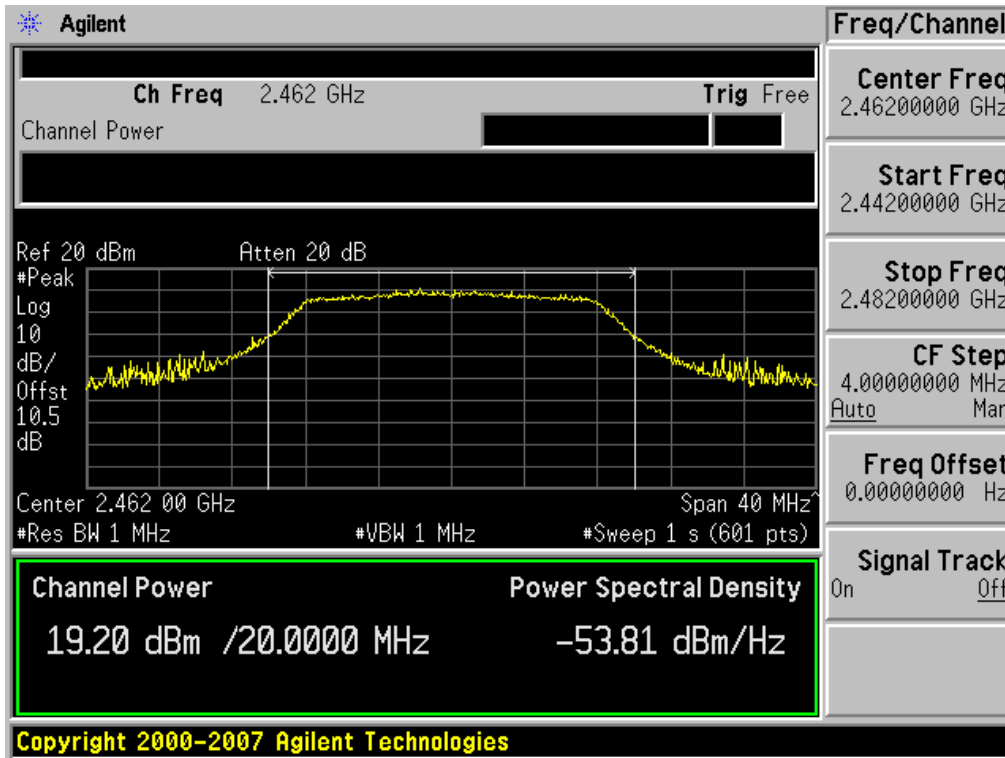 Agilent
Freq/Channel
Ch Freq 2.462 GHz Trig Free
Channel Power
Center Freq
2.46200000 GHz
Start Freq
2.44200000 GHz
Stop Freq
2.48200000 GHz
CF Step
4.00000000 MHz
Auto Man
Freq Offset
0.00000000 Hz
Signal Track
On Off
Ref 20 dBm Atten 20 dB
#Peak
Log
10
dB/
Offst
10.5
dB
Center 2.462 00 GHz Span 40 MHz^
#Res BW 1 MHz #VBW 1 MHz #Sweep 1 s (601 pts)
Channel Power Power Spectral Density
19.20 dBm /20.0000 MHz -53.81 dBm/Hz
Copyright 2000-2007 Agilent Technologies